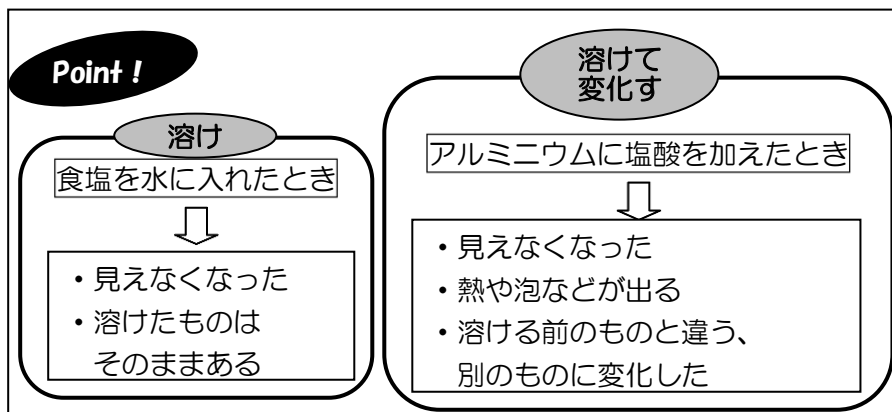 Point！
溶け
食塩を水に入れたとき
・見えなくなった
・溶けたものは
そのままある
溶けて
変化す
アルミニウムに塩酸を加えたとき
・見えなくなった
・熱や泡などが出る
・溶ける前のものと違う、
別のものに変化した